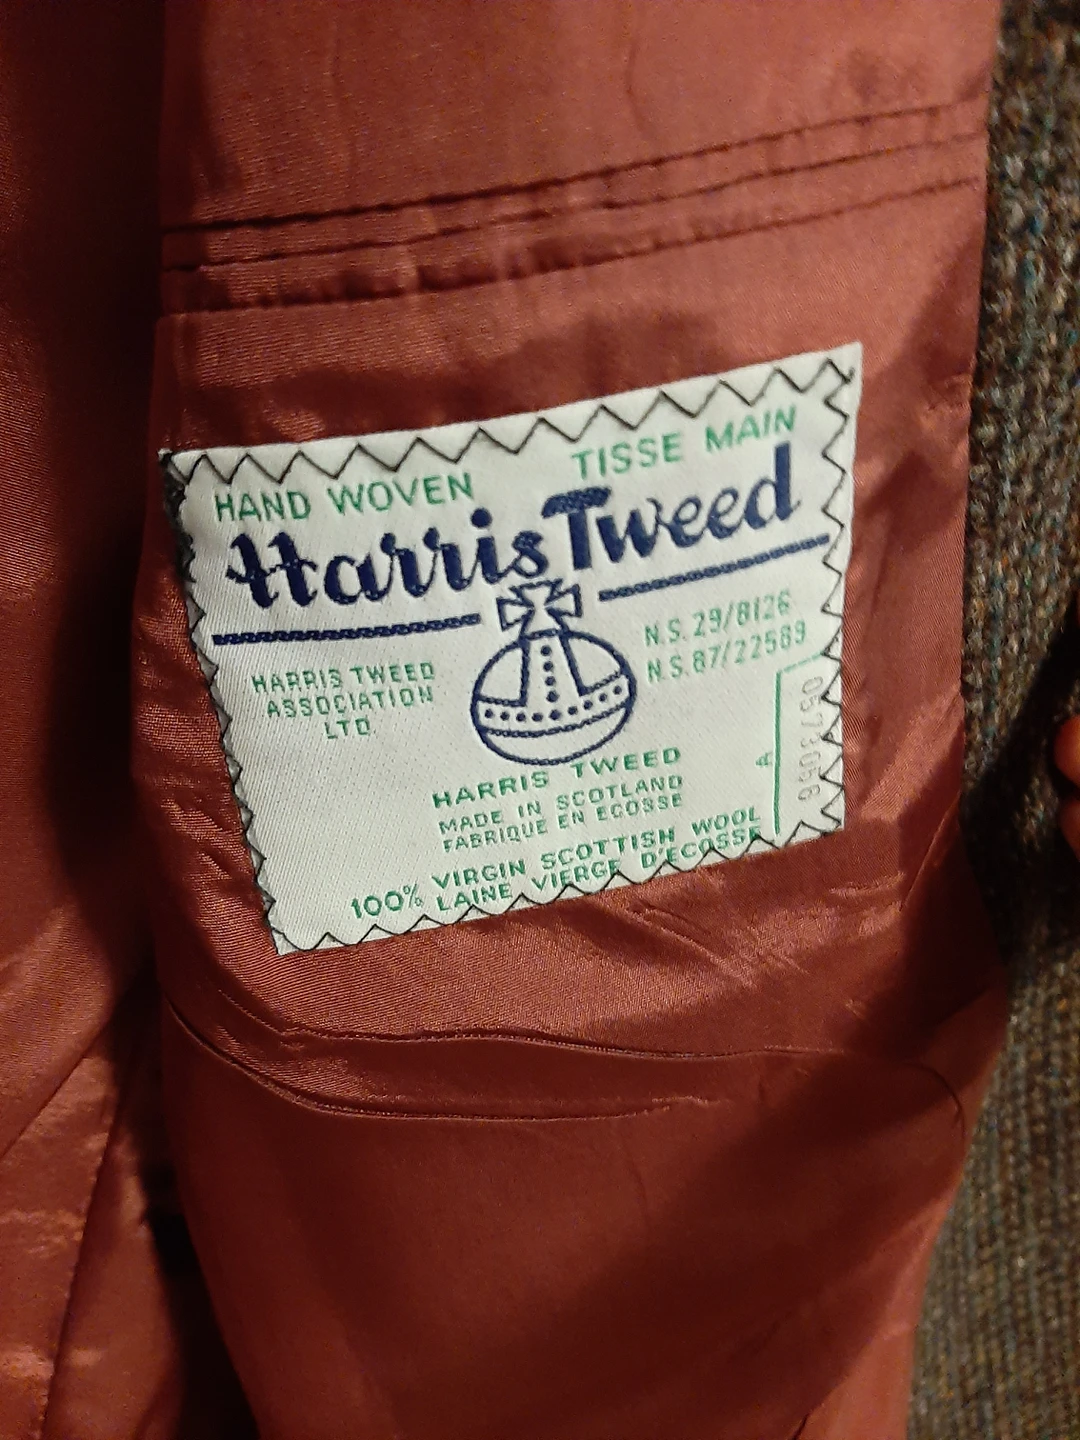 HAND WOVEN TISSE MAIN
Harris Tweed
HARRIS TWEED
ASSOCIATION
LTD.
N.S. 29/8126
N.S. 87/22589
HARRIS TWEED
MADE IN SCOTLAND
FABRIQUE EN ECOSSE
100% VIRGIN SCOTTISH WOOL
LAINE VIERGE D'ECOSSE
A
0573056